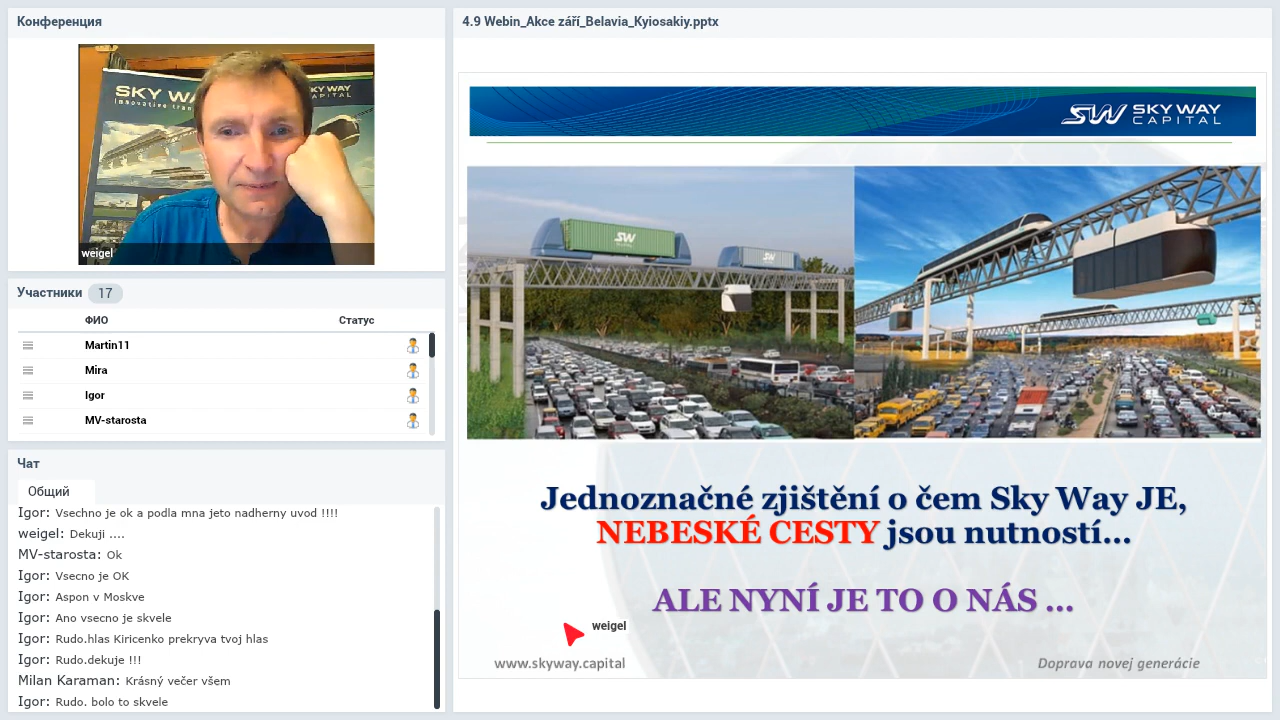 Конференция
SKY WAY
CAPITAL
weigel
Участники 17
ФИО Статус
Martin11
Mira
Igor
MV-starosta
Чат
Общий
Igor: Vsechno je ok a podla mna jeto nadherny uvod !!!!
weigel: Dekuji ....
MV-starosta: Ok
Igor: Vsecno je OK
Igor: Aspon v Moskve
Igor: Ano vsecno je skvele
Igor: Rudo.hlas Kiricenko prekryva tvoj hlas
Igor: Rudo.dekuje !!!
Milan Karaman: Krásný večer všem
Igor: Rudo. bolo to skvele
4.9 Webin_Akce září_Belavia_Kyiosakiy.pptx
SW SKY WAY
CAPITAL
SW
SW
Jednoznačné zjištění o čem Sky Way JE,
NEBESKÉ CESTY jsou nutností...
ALE NYNÍ JE TO O NÁS ...
weigel
www.skyway.capital
Doprava novej generácie